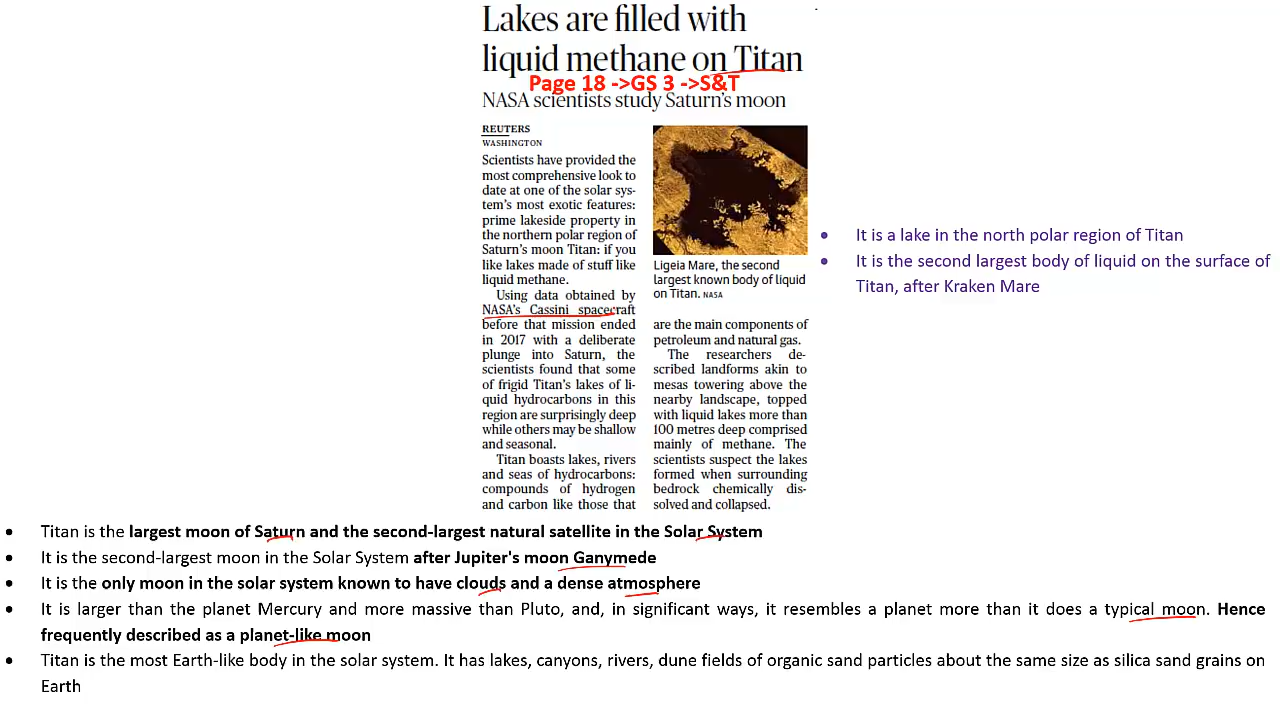 Lakes are filled with
liquid methane on Titan
Page 18 ->GS 3 ->S&T
NASA scientists study Saturn's moon
REUTERS
WASHINGTON
Scientists have provided the
most comprehensive look to
date at one of the solar sys-
tem's most exotic features:
prime lakeside property in
the northern polar region of
Saturn's moon Titan: if you
like lakes made of stuff like
liquid methane.
Using data obtained by
NASA's Cassini spacecraft
before that mission ended
in 2017 with a deliberate
plunge into Saturn, the
scientists found that some
of frigid Titan's lakes of li-
quid hydrocarbons in this
region are surprisingly deep
while others may be shallow
and seasonal.
Titan boasts lakes, rivers
and seas of hydrocarbons:
compounds of hydrogen
and carbon like those that
Ligeia Mare, the second
largest known body of liquid
on Titan. NASA
are the main components of
petroleum and natural gas.
The researchers de-
scribed landforms akin to
mesas towering above the
nearby landscape, topped
with liquid lakes more than
100 metres deep comprised
mainly of methane. The
scientists suspect the lakes
formed when surrounding
bedrock chemically dis-
solved and collapsed.
• It is a lake in the north polar region of Titan
• It is the second largest body of liquid on the surface of
Titan, after Kraken Mare
• Titan is the largest moon of Saturn and the second-largest natural satellite in the Solar System
• It is the second-largest moon in the Solar System after Jupiter's moon Ganymede
• It is the only moon in the solar system known to have clouds and a dense atmosphere
• It is larger than the planet Mercury and more massive than Pluto, and, in significant ways, it resembles a planet more than it does a typical moon. Hence
frequently described as a planet-like moon
• Titan is the most Earth-like body in the solar system. It has lakes, canyons, rivers, dune fields of organic sand particles about the same size as silica sand grains on
Earth